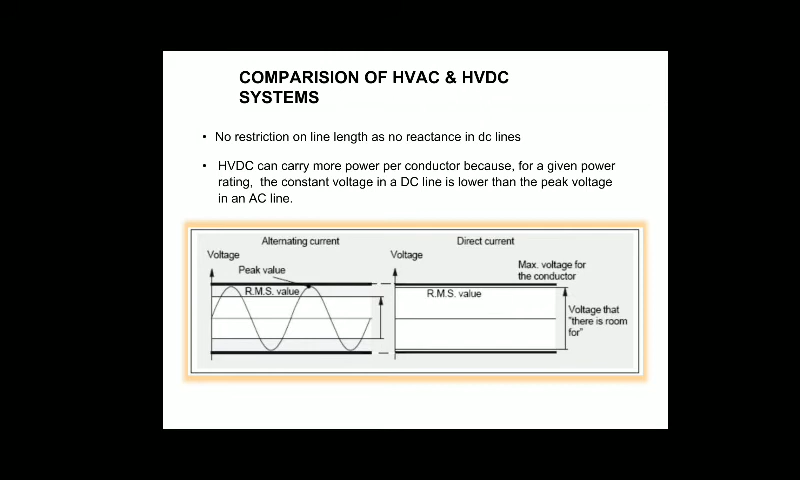 COMPARISION OF HVAC & HVDC
SYSTEMS
• No restriction on line length as no reactance in dc lines
• HVDC can carry more power per conductor because, for a given power
rating, the constant voltage in a DC line is lower than the peak voltage
in an AC line.
Alternating current
Voltage
Peak value
R.M.S. value
Direct current
Voltage
Max. voltage for
the conductor
R.M.S. value
Voltage that
"there is room
for"